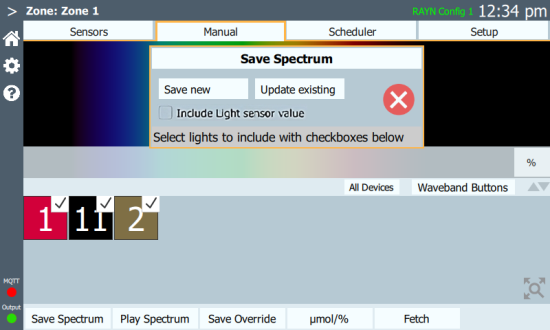 > Zone: Zone 1
RAYN Config 1 12:34 pm
Sensors Manual Scheduler Setup
Save Spectrum
Save new Update existing
Include Light sensor value
Select lights to include with checkboxes below
%
All Devices Waveband Buttons
1 11 2
MQTT
Output
Save Spectrum Play Spectrum Save Override µmol/% Fetch